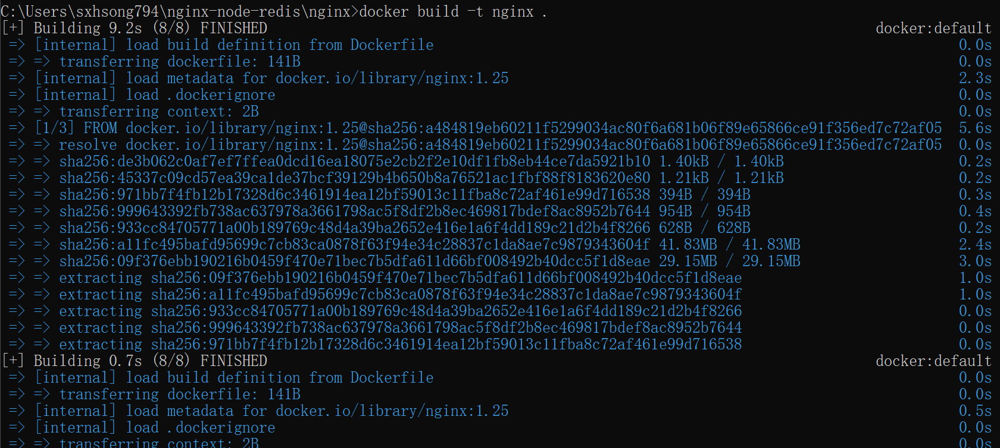 C:\Users\sxhsong794\nginx-node-redis\nginx>docker build -t nginx .
[+] Building 9.2s (8/8) FINISHED docker:default
=> [internal] load build definition from Dockerfile 0.0s
=> => transferring dockerfile: 141B 0.0s
=> [internal] load metadata for docker.io/library/nginx:1.25 2.3s
=> [internal] load .dockerignore 0.0s
=> => transferring context: 2B 0.0s
=> [1/3] FROM docker.io/library/nginx:1.25@sha256:a484819eb60211f5299034ac80f6a681b06f89e65866ce91f356ed7c72af05 5.6s
=> => resolve docker.io/library/nginx:1.25@sha256:a484819eb60211f5299034ac80f6a681b06f89e65866ce91f356ed7c72af05 0.0s
=> => sha256:de3b062c0af7ef7ffea0dcd16ea18075e2cb2f2e10df1fb8eb44ce7da5921b10 1.40kB / 1.40kB 0.2s
=> => sha256:45337c09cd57ea39ca1de37bcf39129b4b650b8a76521ac1fbf88f8183620e80 1.21kB / 1.21kB 0.2s
=> => sha256:971bb7f4fb12b17328d6c3461914ea12bf59013c11fba8c72af461e99d716538 394B / 394B 0.3s
=> => sha256:999643392fb738ac637978a3661798ac5f8df2b8ec469817bdef8ac8952b7644 954B / 954B 0.4s
=> => sha256:933cc84705771a00b189769c48d4a39ba2652e416e1a6f4dd189c21d2b4f8266 628B / 628B 0.2s
=> => sha256:a11fc495bafd95699c7cb83ca0878f63f94e34c28837c1da8ae7c9879343604f 41.83MB / 41.83MB 2.4s
=> => sha256:09f376ebb190216b0459f470e71bec7b5dfa611d66bf008492b40dcc5f1d8eae 29.15MB / 29.15MB 3.0s
=> => extracting sha256:09f376ebb190216b0459f470e71bec7b5dfa611d66bf008492b40dcc5f1d8eae 1.0s
=> => extracting sha256:a11fc495bafd95699c7cb83ca0878f63f94e34c28837c1da8ae7c9879343604f 1.0s
=> => extracting sha256:933cc84705771a00b189769c48d4a39ba2652e416e1a6f4dd189c21d2b4f8266 0.0s
=> => extracting sha256:999643392fb738ac637978a3661798ac5f8df2b8ec469817bdef8ac8952b7644 0.0s
=> => extracting sha256:971bb7f4fb12b17328d6c3461914ea12bf59013c11fba8c72af461e99d716538 0.0s
[+] Building 0.7s (8/8) FINISHED docker:default
=> [internal] load build definition from Dockerfile 0.0s
=> => transferring dockerfile: 141B 0.0s
=> [internal] load metadata for docker.io/library/nginx:1.25 0.5s
=> [internal] load .dockerignore 0.0s
=> => transferring context: 2B 0.0s